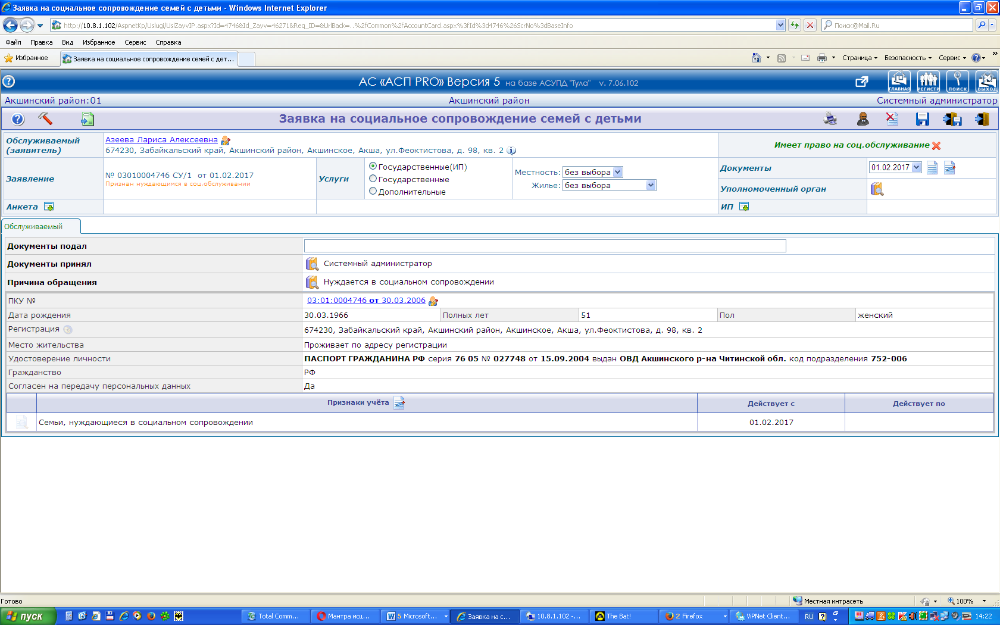 Заявка на социальное сопровождение семей с детьми - Windows Internet Explorer
http://10.8.1.102/AspnetKp/Uslugi/UslZayvIP.aspx?Id=4746&Id_Zayv=46271&Req_ID=&UrlBack=..%2fCommon%2fAccountCard.aspx%3fId%3d4746%26ScrNo%3dBaseInfo
Поиск@Mail.Ru
Файл Правка Вид Избранное Сервис Справка
Избранное
Заявка на социальное сопровождение семей с дет...
Страница Безопасность Сервис
АС «АСП PRO» Версия 5 на базе АСУПД "Тула" v. 7.06.102
ГЛАВНАЯ РЕГИСТР ПОИСК ВЫХОД
Акшинский район:01
Акшинский район
Системный администратор
Заявка на социальное сопровождение семей с детьми
Обслуживаемый (заявитель)
Азеева Лариса Алексеевна
674230, Забайкальский край, Акшинский район, Акшинское, Акша, ул.Феоктистова, д. 98, кв. 2
Имеет право на соц.обслуживание
Заявление
№ 03010004746 СУ/1 от 01.02.2017
Признан нуждающимся в соц.обслуживании
Услуги
Государственные(ИП)
Государственные
Дополнительные
Местность: без выбора
Жилье: без выбора
Документы
01.02.2017
Уполномоченный орган
Анкета
ИП
Обслуживаемый
Документы подал
Документы принял Системный администратор
Причина обращения Нуждается в социальном сопровождении
ПКУ № 03:01:0004746 от 30.03.2006
Дата рождения 30.03.1966 Полных лет 51 Пол женский
Регистрация 674230, Забайкальский край, Акшинский район, Акшинское, Акша, ул.Феоктистова, д. 98, кв. 2
Место жительства Проживает по адресу регистрации
Удостоверение личности ПАСПОРТ ГРАЖДАНИНА РФ серия 76 05 № 027748 от 15.09.2004 выдан ОВД Акшинского р-на Читинской обл. код подразделения 752-006
Гражданство РФ
Согласен на передачу персональных данных Да
Признаки учёта Действует с Действует по
Семьи, нуждающиеся в социальном сопровождении 01.02.2017
Готово
Местная интрасеть
100%
пуск
Total Comm...
Мантра исц...
5 Microsoft...
Заявка на с...
10.8.1.102 -...
The Bat!
2 Firefox
ViPNet Client...
RU
14:22